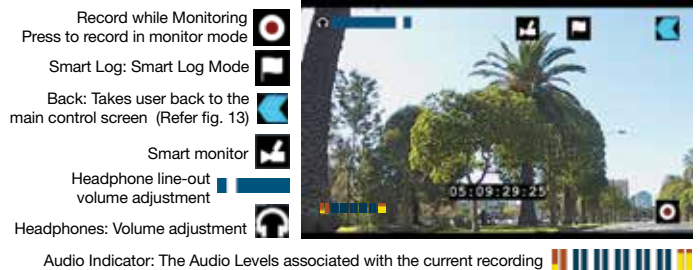 Record while Monitoring
Press to record in monitor mode
Smart Log: Smart Log Mode
Back: Takes user back to the
main control screen (Refer fig. 13)
Smart monitor
Headphone line-out
volume adjustment
Headphones: Volume adjustment
05:09:29:25
Audio Indicator: The Audio Levels associated with the current recording